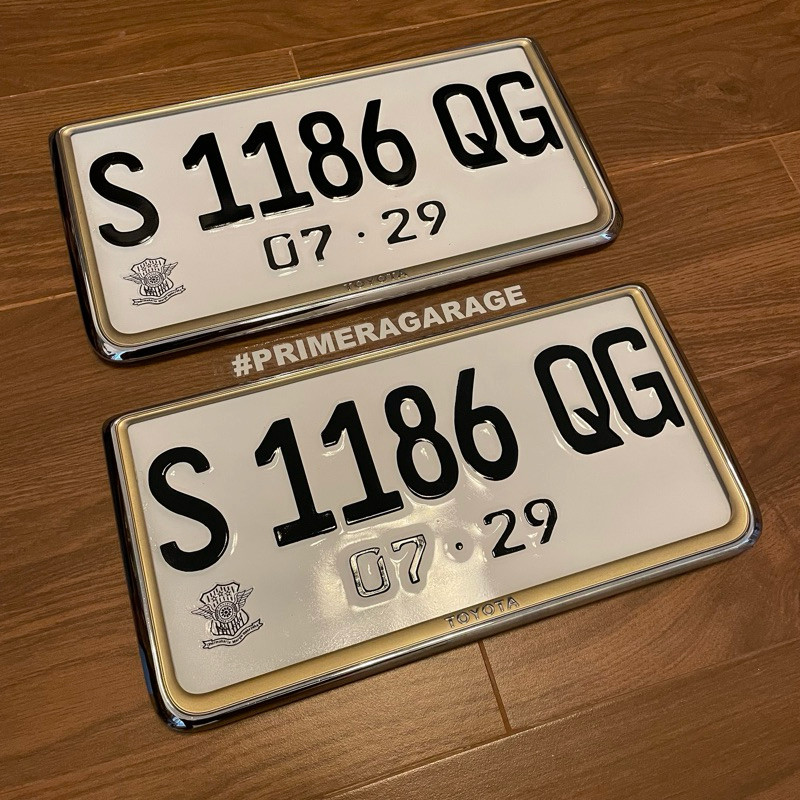 S 1186 QG
07 · 29
TOYOTA
#PRIMERAGARAGE
S 1186 QG
07 · 29
TOYOTA